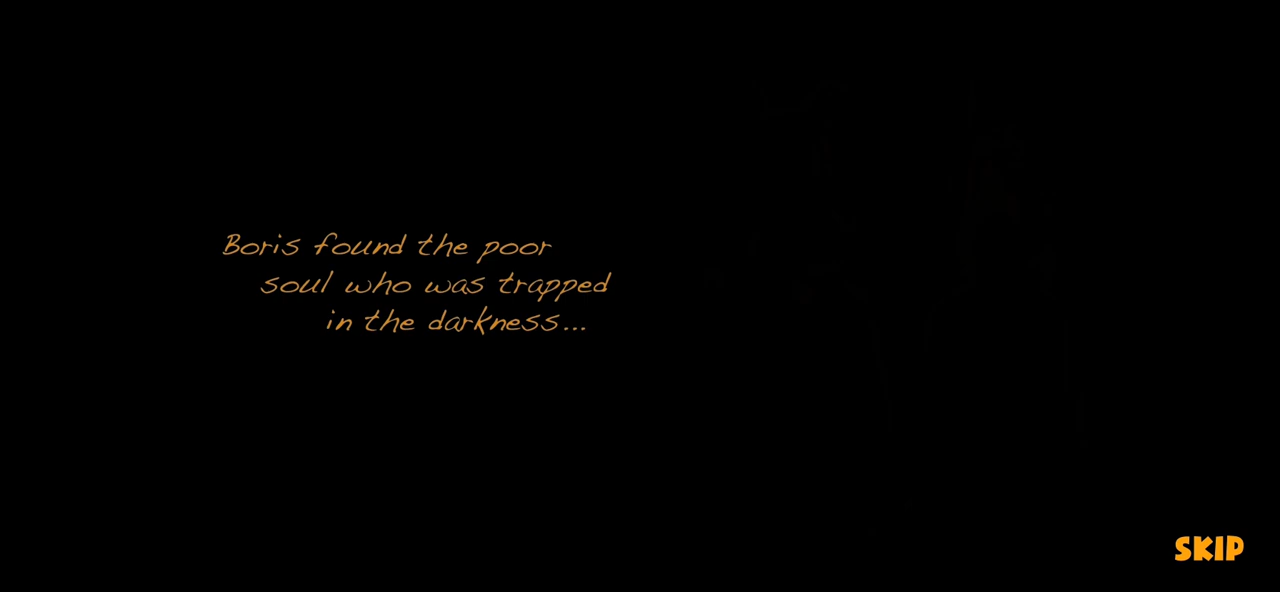 Boris found the poor
soul who was trapped
in the darkness...
SKIP